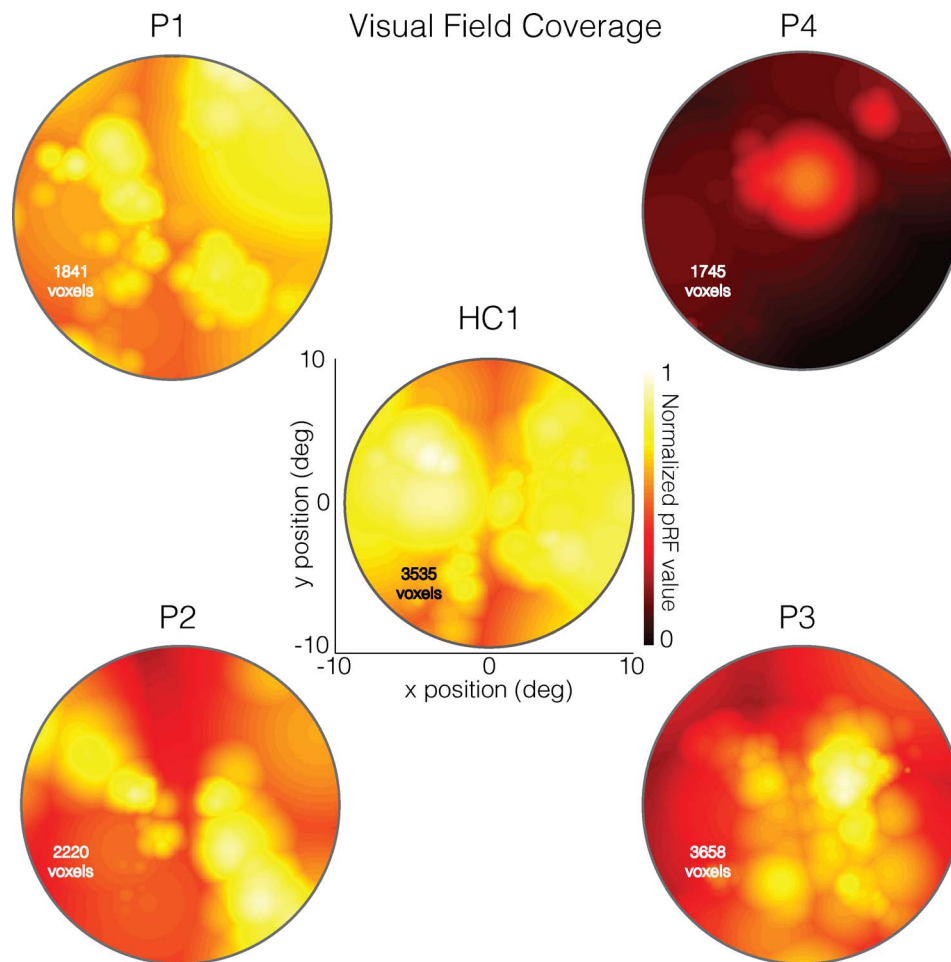 P1
Visual Field Coverage
P4
1841
voxels
1745
voxels
HC1
10
y position (deg)
0
-10
3535
voxels
1
Normalized pRF value
0
-10
0
10
x position (deg)
P2
P3
2220
voxels
3658
voxels